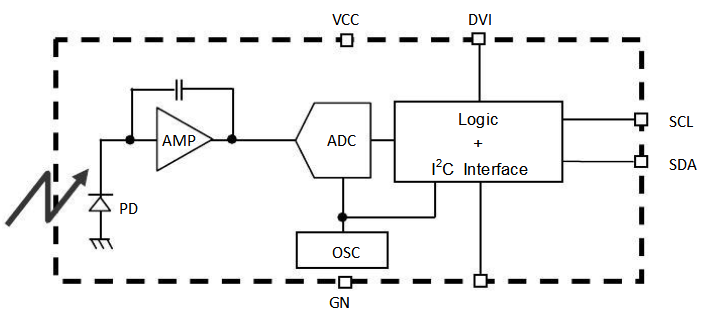 VCC
DVI
AMP
ADC
Logic
+
I²C Interface
SCL
SDA
PD
OSC
GN